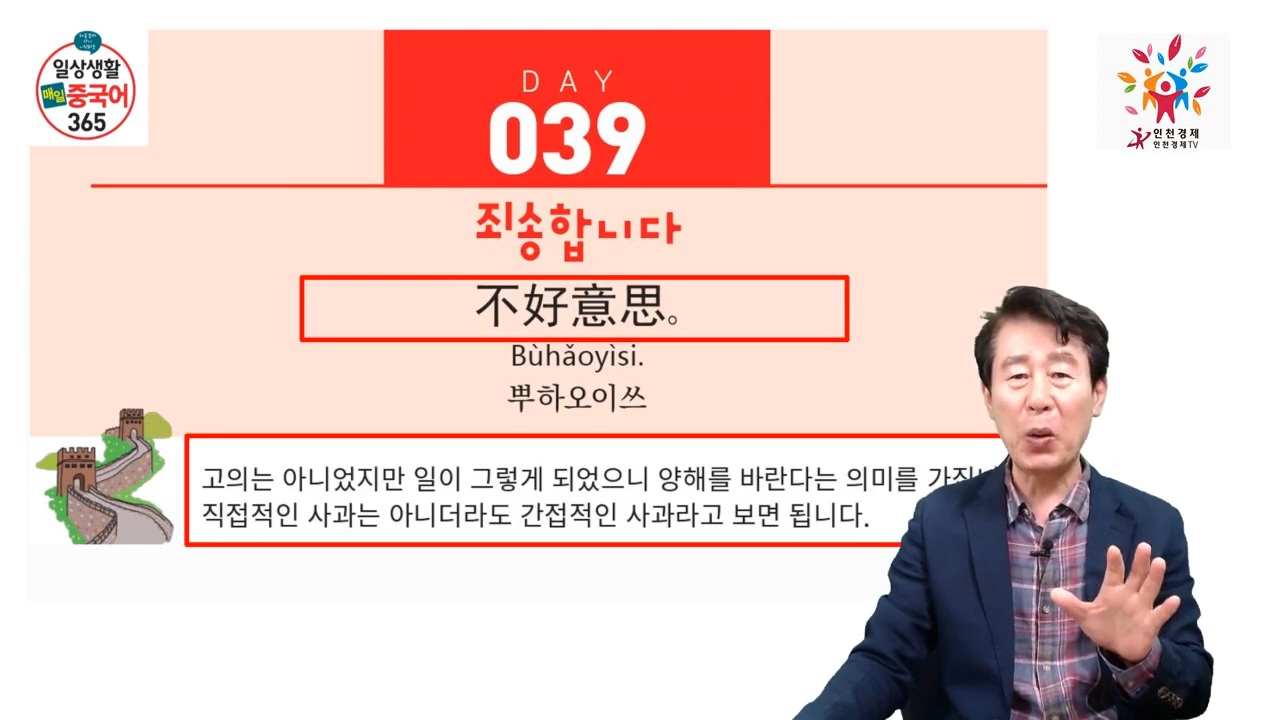 일상생활
매일 중국어
365
DAY
039
인천경제
인천경제TV
죄송합니다
不好意思。
Bùhǎoyìsi.
뿌하오이쓰
고의는 아니었지만 일이 그렇게 되었으니 양해를 바란다는 의미를
직접적인 사과는 아니더라도 간접적인 사과라고 보면 됩니다.